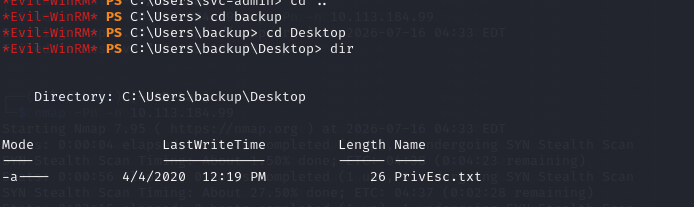 *Evil-WinRM* PS C:\Users\svc-admin> cd ..
*Evil-WinRM* PS C:\Users> cd backup
*Evil-WinRM* PS C:\Users\backup> cd Desktop
*Evil-WinRM* PS C:\Users\backup\Desktop> dir
Directory: C:\Users\backup\Desktop
Mode LastWriteTime Length Name
---- ------------- ------ ----
-a---- 4/4/2020 12:19 PM 26 PrivEsc.txt